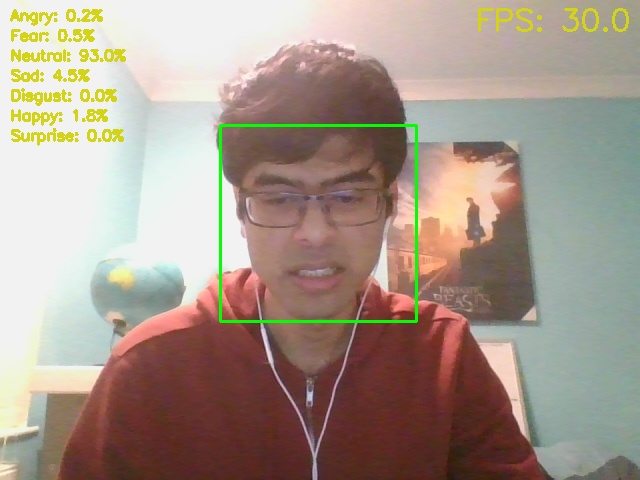 Angry: 0.2%
Fear: 0.5%
Neutral: 93.0%
Sad: 4.5%
Disgust: 0.0%
Happy: 1.8%
Surprise: 0.0%
FPS: 30.0
FANTASTIC
BEASTS